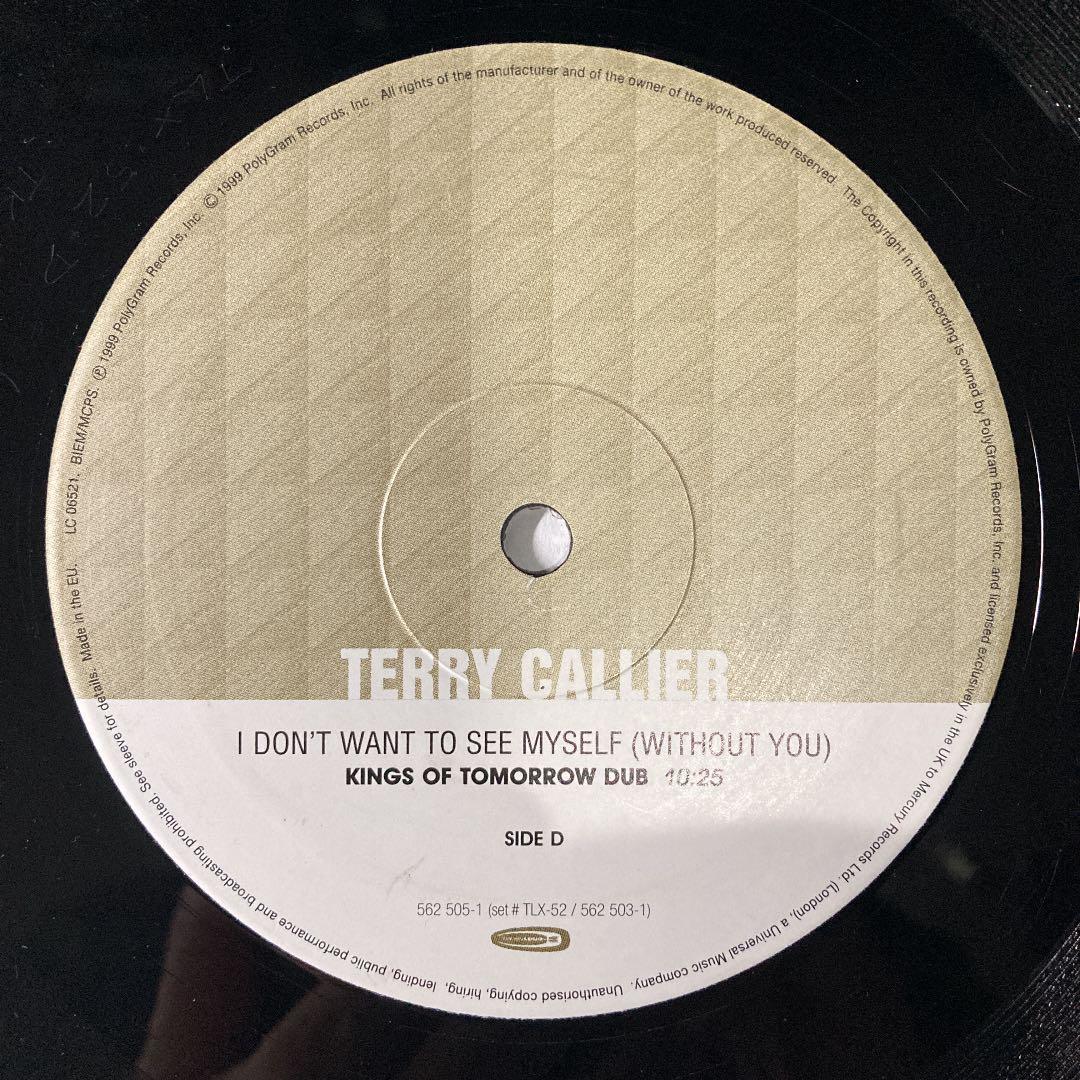 TERRY CALLIER
I DON'T WANT TO SEE MYSELF (WITHOUT YOU)
KINGS OF TOMORROW DUB 10:25
SIDE D
562 505-1 (set # TLX-52 / 562 503-1)
LC 06521. BIEM/MCPS. ℗ 1999 PolyGram Records, Inc. © 1999 PolyGram Records, Inc. All rights of the manufacturer and of the owner of the work produced reserved. The Copyright in this recording is owned by PolyGram Records, Inc. and licensed exclusively in the UK to Mercury Records Ltd. (London), a Universal Music company. Unauthorised copying, hiring, lending, public performance and broadcasting prohibited. See sleeve for details. Made in the EU.